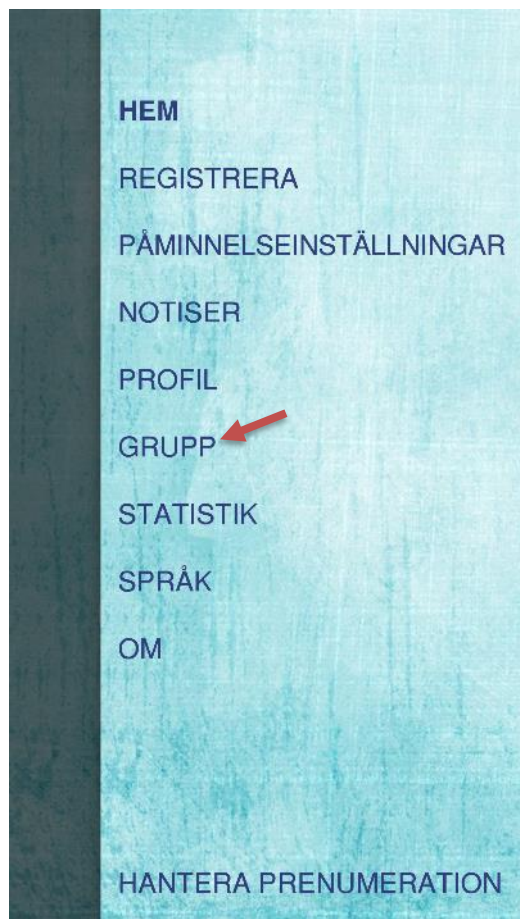 HEM
REGISTRERA
PÅMINNELSEINSTÄLLNINGAR
NOTISER
PROFIL
GRUPP
STATISTIK
SPRÅK
OM
HANTERA PRENUMERATION